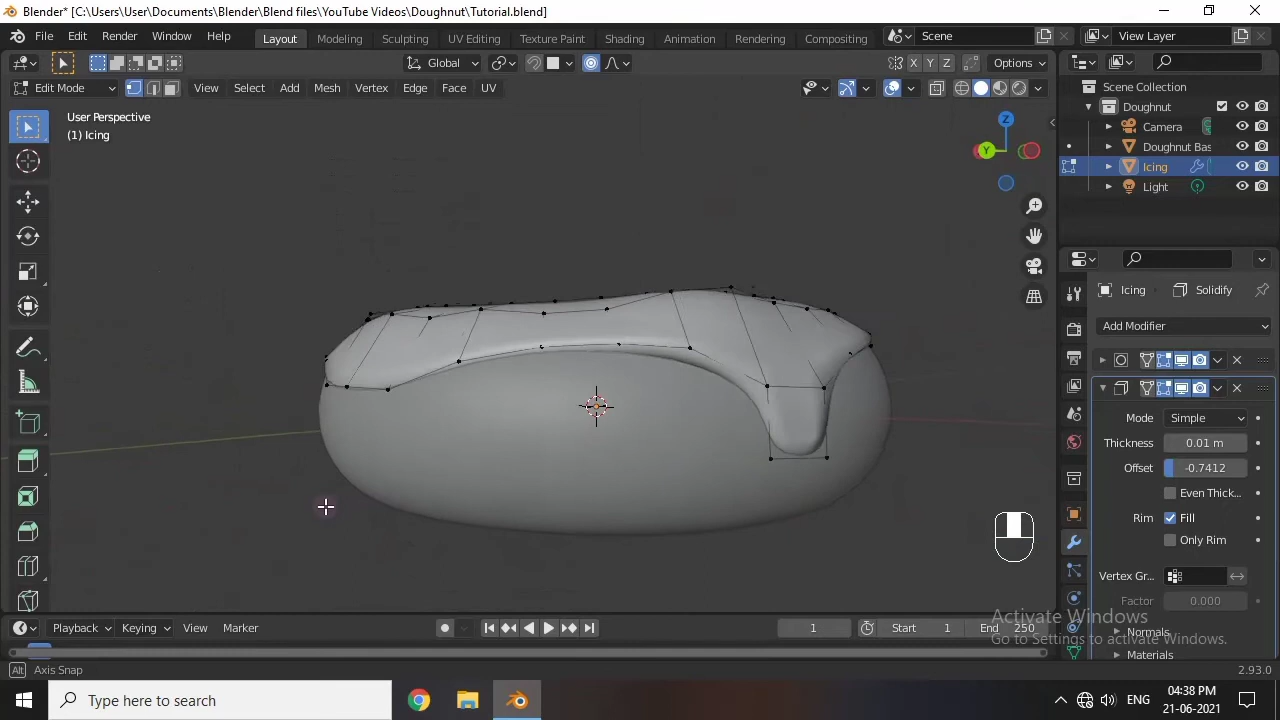 Blender* [C:\Users\User\Documents\Blender\Blend files\YouTube Videos\Doughnut\Tutorial.blend]
File Edit Render Window Help Layout Modeling Sculpting UV Editing Texture Paint Shading Animation Rendering Compositing Scene View Layer
Global X Y Z Options
Edit Mode View Select Add Mesh Vertex Edge Face UV
User Perspective
(1) Icing
Z
Y
Scene Collection
Doughnut
Camera
Doughnut Bas
Icing
Light
Icing Solidify
Add Modifier
Mode Simple
Thickness 0.01 m
Offset -0.7412
Even Thick...
Rim Fill
Only Rim
Vertex Gr...
Factor 0.000
Normals
Materials
Activate Windows
Go to Settings to activate Windows.
Playback Keying View Marker 1 Start 1 End 250
Alt Axis Snap 2.93.0
Type here to search
ENG
04:38 PM
21-06-2021